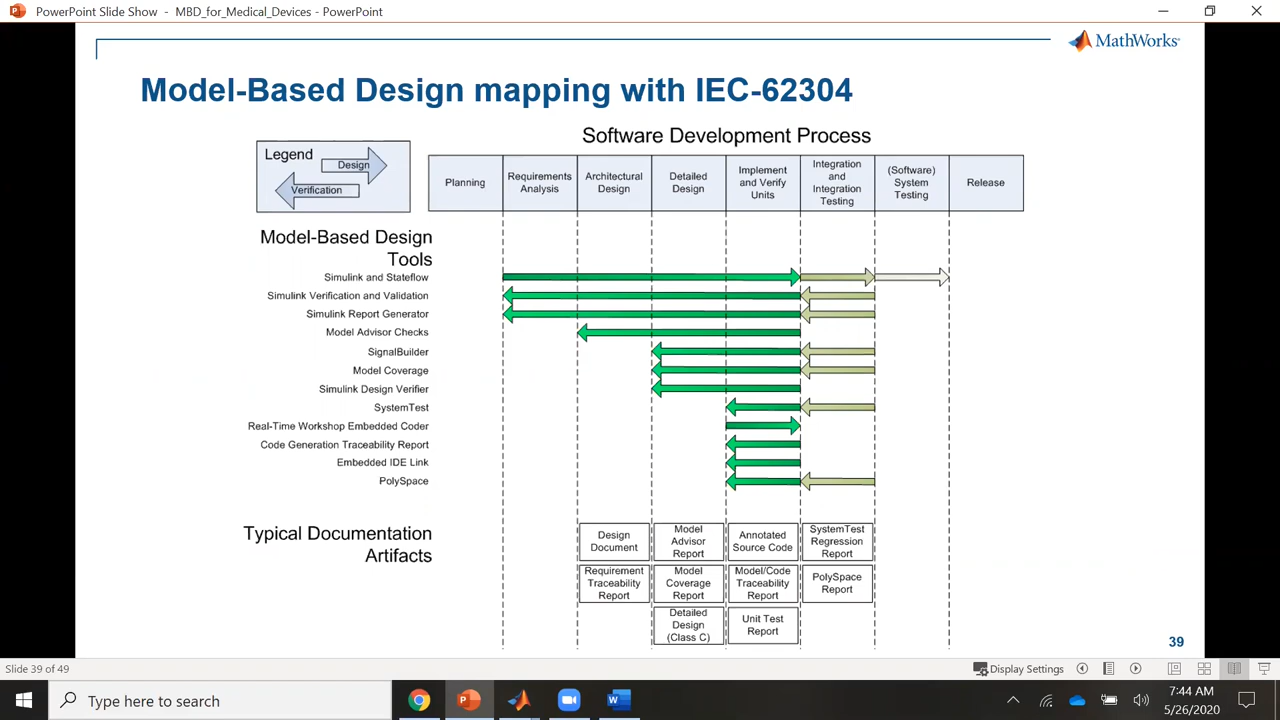 PowerPoint Slide Show - MBD_for_Medical_Devices - PowerPoint
MathWorks®
Model-Based Design mapping with IEC-62304
Software Development Process
Legend
Design
Verification
Planning
Requirements
Analysis
Architectural
Design
Detailed
Design
Implement
and Verify
Units
Integration
and
Integration
Testing
(Software)
System
Testing
Release
Model-Based Design
Tools
Simulink and Stateflow
Simulink Verification and Validation
Simulink Report Generator
Model Advisor Checks
SignalBuilder
Model Coverage
Simulink Design Verifier
SystemTest
Real-Time Workshop Embedded Coder
Code Generation Traceability Report
Embedded IDE Link
PolySpace
Typical Documentation
Artifacts
Design
Document
Requirement
Traceability
Report
Model
Advisor
Report
Model
Coverage
Report
Detailed
Design
(Class C)
Annotated
Source Code
Model/Code
Traceability
Report
Unit Test
Report
SystemTest
Regression
Report
PolySpace
Report
39
Slide 39 of 49
Display Settings
Type here to search
7:44 AM
5/26/2020